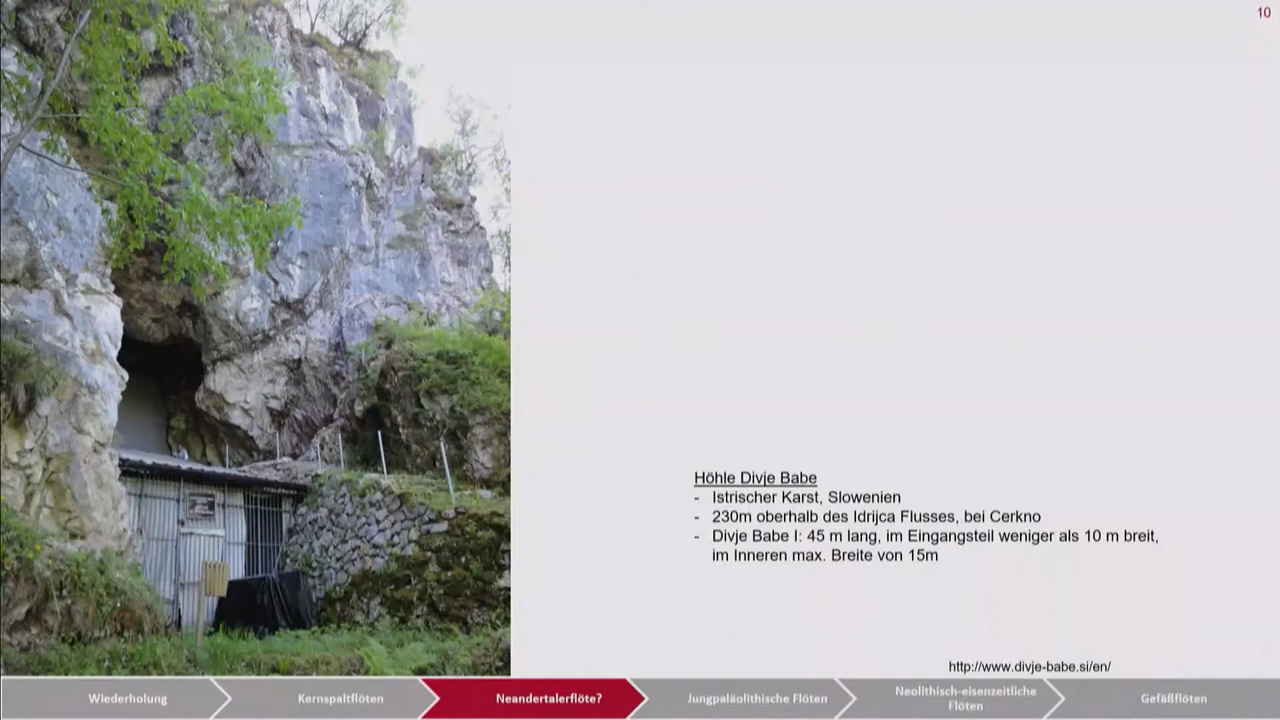 10
Höhle Divje Babe
- Istrischer Karst, Slowenien
- 230m oberhalb des Idrijca Flusses, bei Cerkno
- Divje Babe I: 45 m lang, im Eingangsteil weniger als 10 m breit,
im Inneren max. Breite von 15m
http://www.divje-babe.si/en/
Wiederholung
Kernspaltflöten
Neandertalerflöte?
Jungpaläolithische Flöten
Neolithisch-eisenzeitliche
Flöten
Gefäßflöten